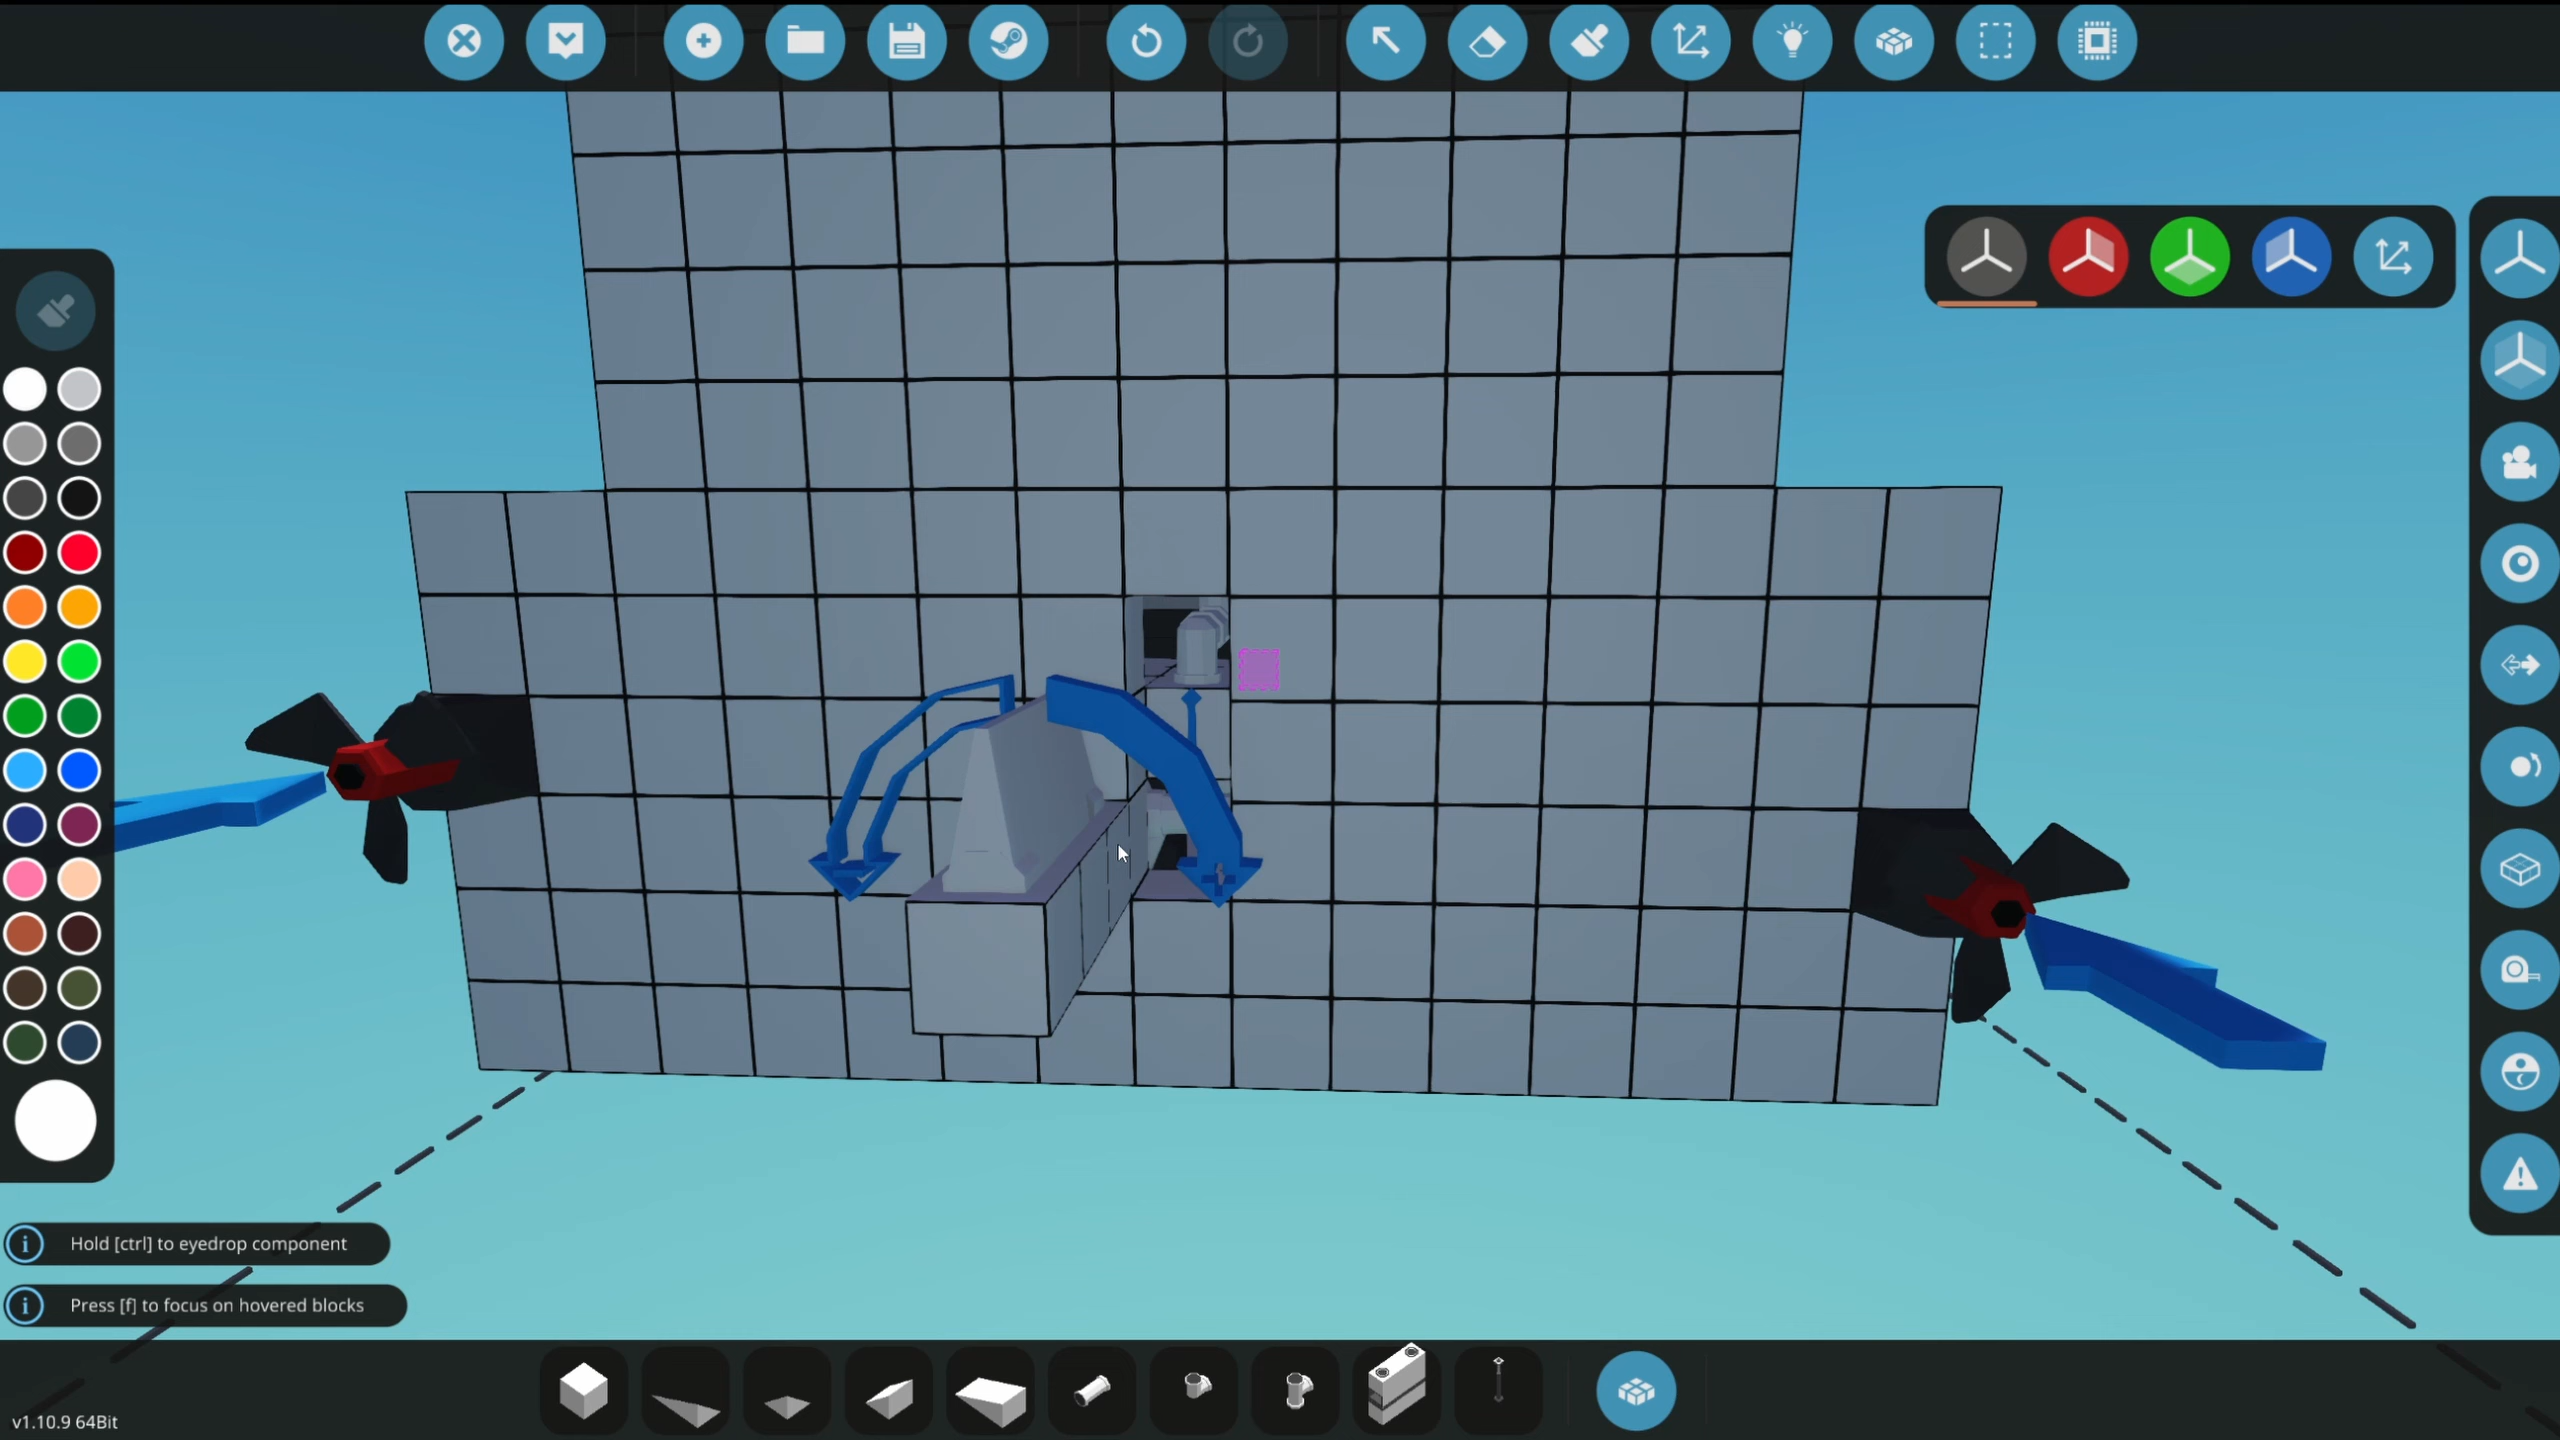 Hold [ctrl] to eyedrop component
Press [f] to focus on hovered blocks
v1.10.9 64Bit